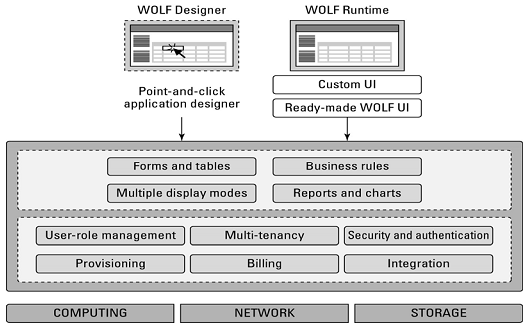 WOLF Designer
WOLF Runtime
Point-and-click
application designer
Custom UI
Ready-made WOLF UI
Forms and tables
Business rules
Multiple display modes
Reports and charts
User-role management
Multi-tenancy
Security and authentication
Provisioning
Billing
Integration
COMPUTING
NETWORK
STORAGE